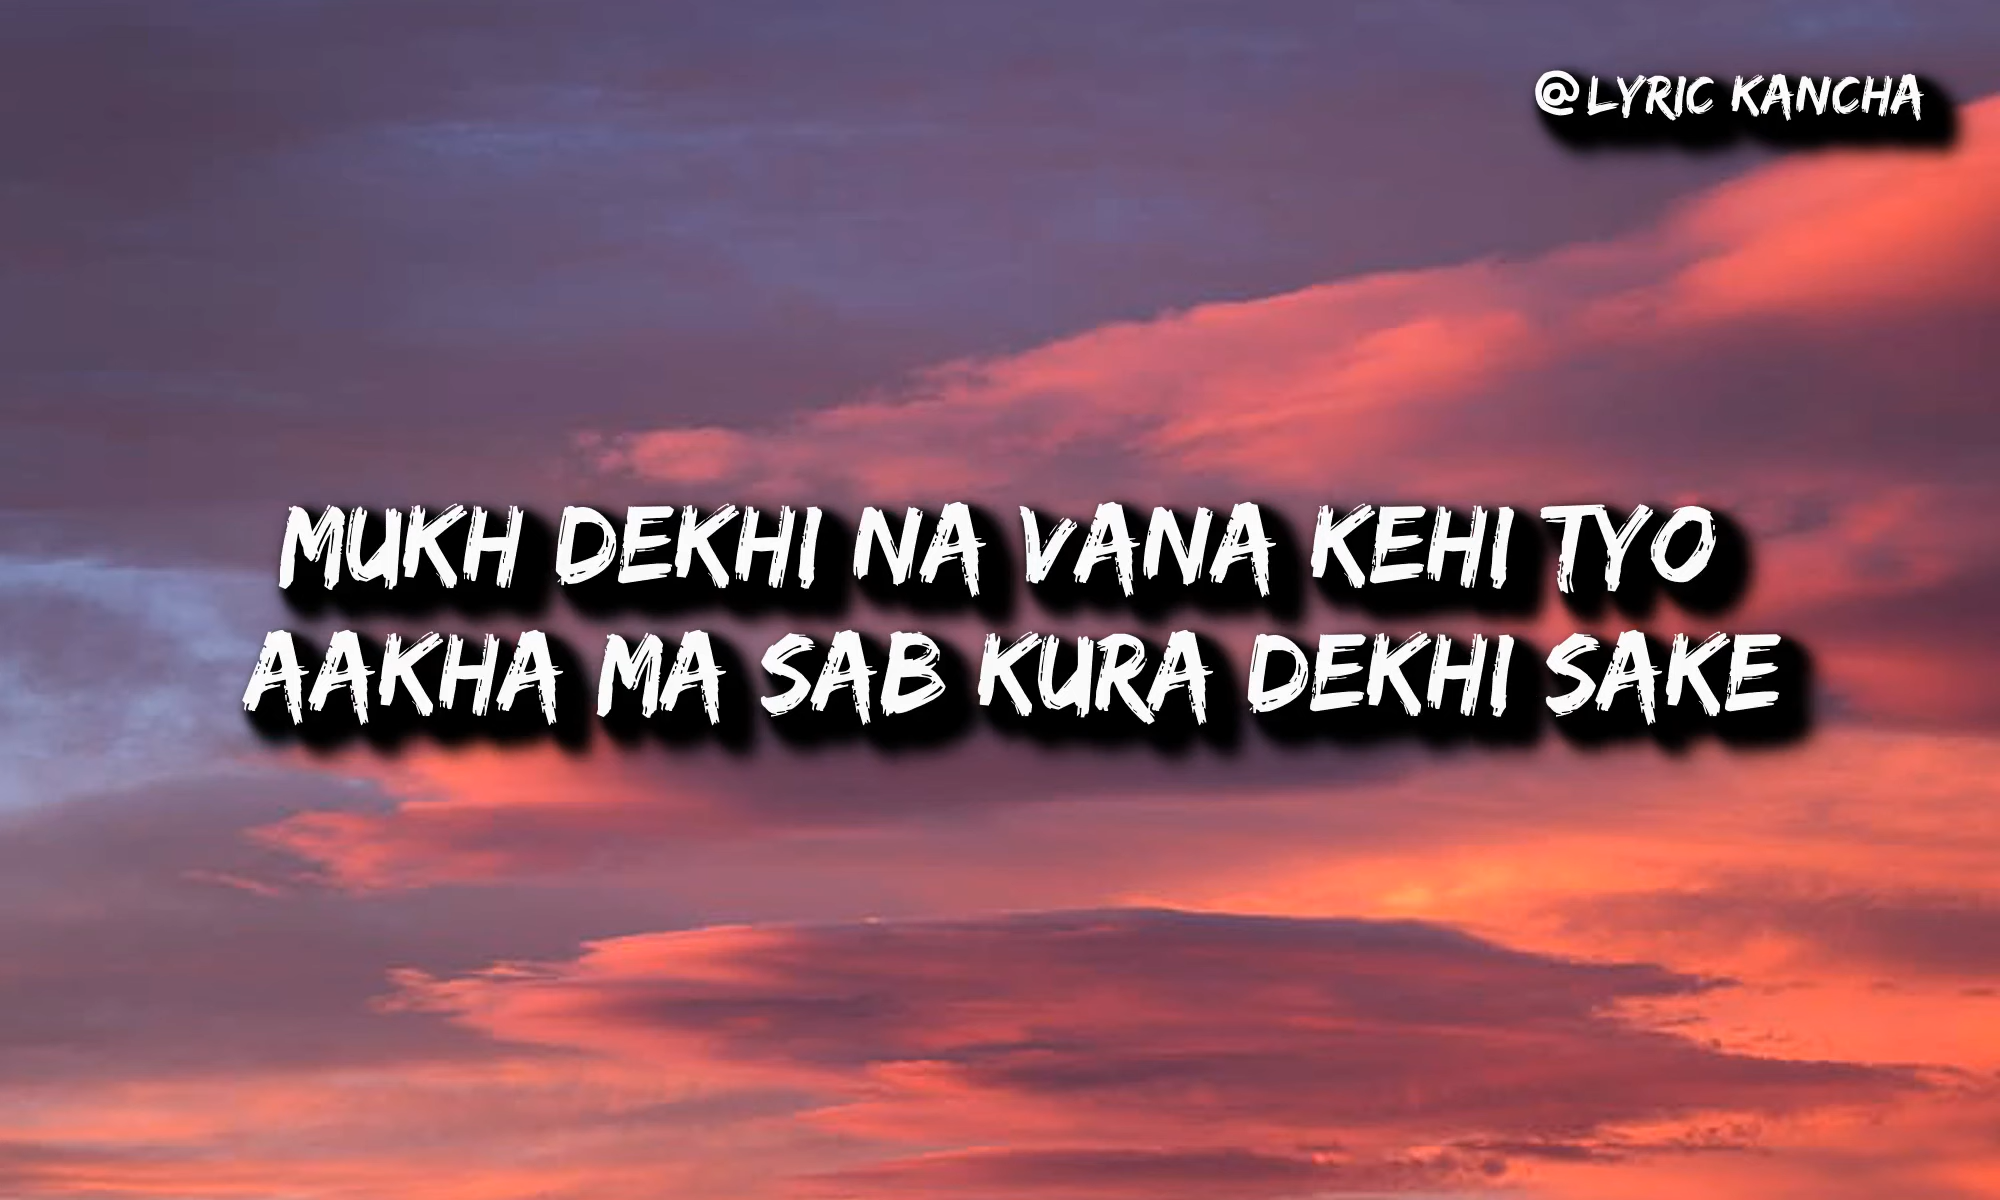 @LYRIC KANCHA
MUKH DEKHI NA VANA KEHI TYO
AAKHA MA SAB KURA DEKHI SAKE